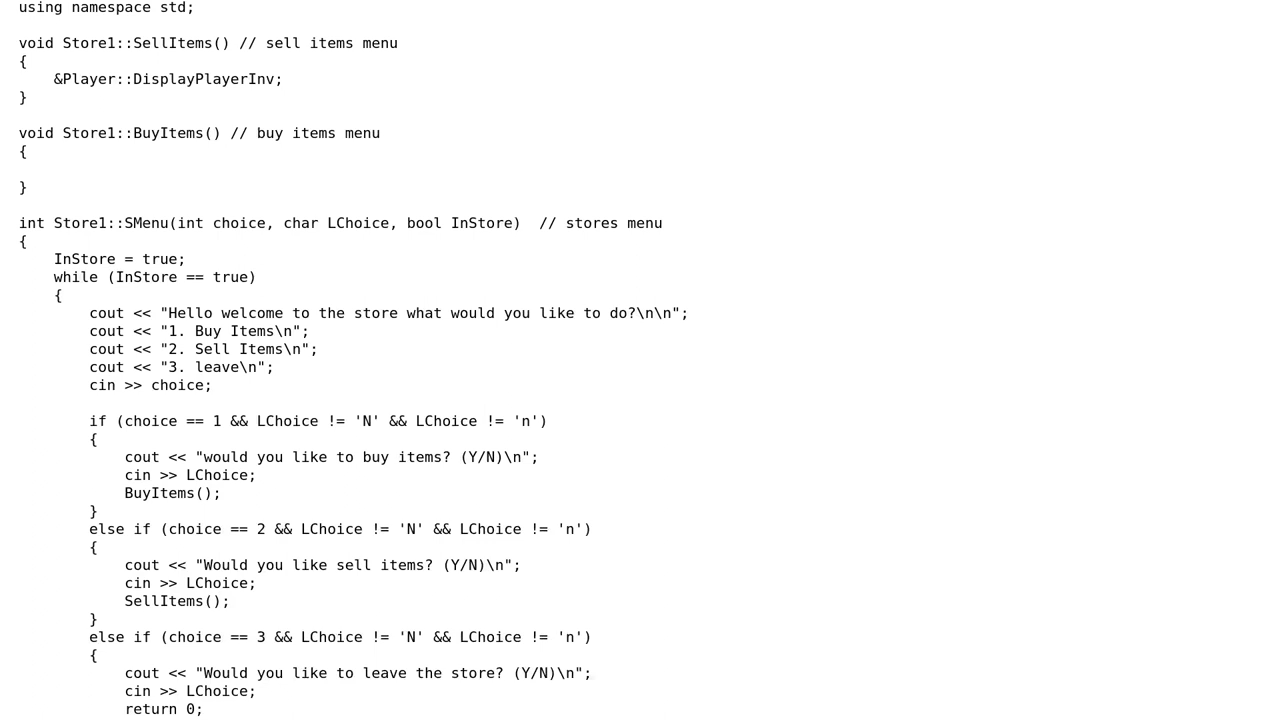 using namespace std;

void Store1::SellItems() // sell items menu
{
    &Player::DisplayPlayerInv;
}

void Store1::BuyItems() // buy items menu
{

}

int Store1::SMenu(int choice, char LChoice, bool InStore)  // stores menu
{
    InStore = true;
    while (InStore == true)
    {
        cout << "Hello welcome to the store what would you like to do?\n\n";
        cout << "1. Buy Items\n";
        cout << "2. Sell Items\n";
        cout << "3. leave\n";
        cin >> choice;

        if (choice == 1 && LChoice != 'N' && LChoice != 'n')
        {
            cout << "would you like to buy items? (Y/N)\n";
            cin >> LChoice;
            BuyItems();
        }
        else if (choice == 2 && LChoice != 'N' && LChoice != 'n')
        {
            cout << "Would you like sell items? (Y/N)\n";
            cin >> LChoice;
            SellItems();
        }
        else if (choice == 3 && LChoice != 'N' && LChoice != 'n')
        {
            cout << "Would you like to leave the store? (Y/N)\n";
            cin >> LChoice;
            return 0;